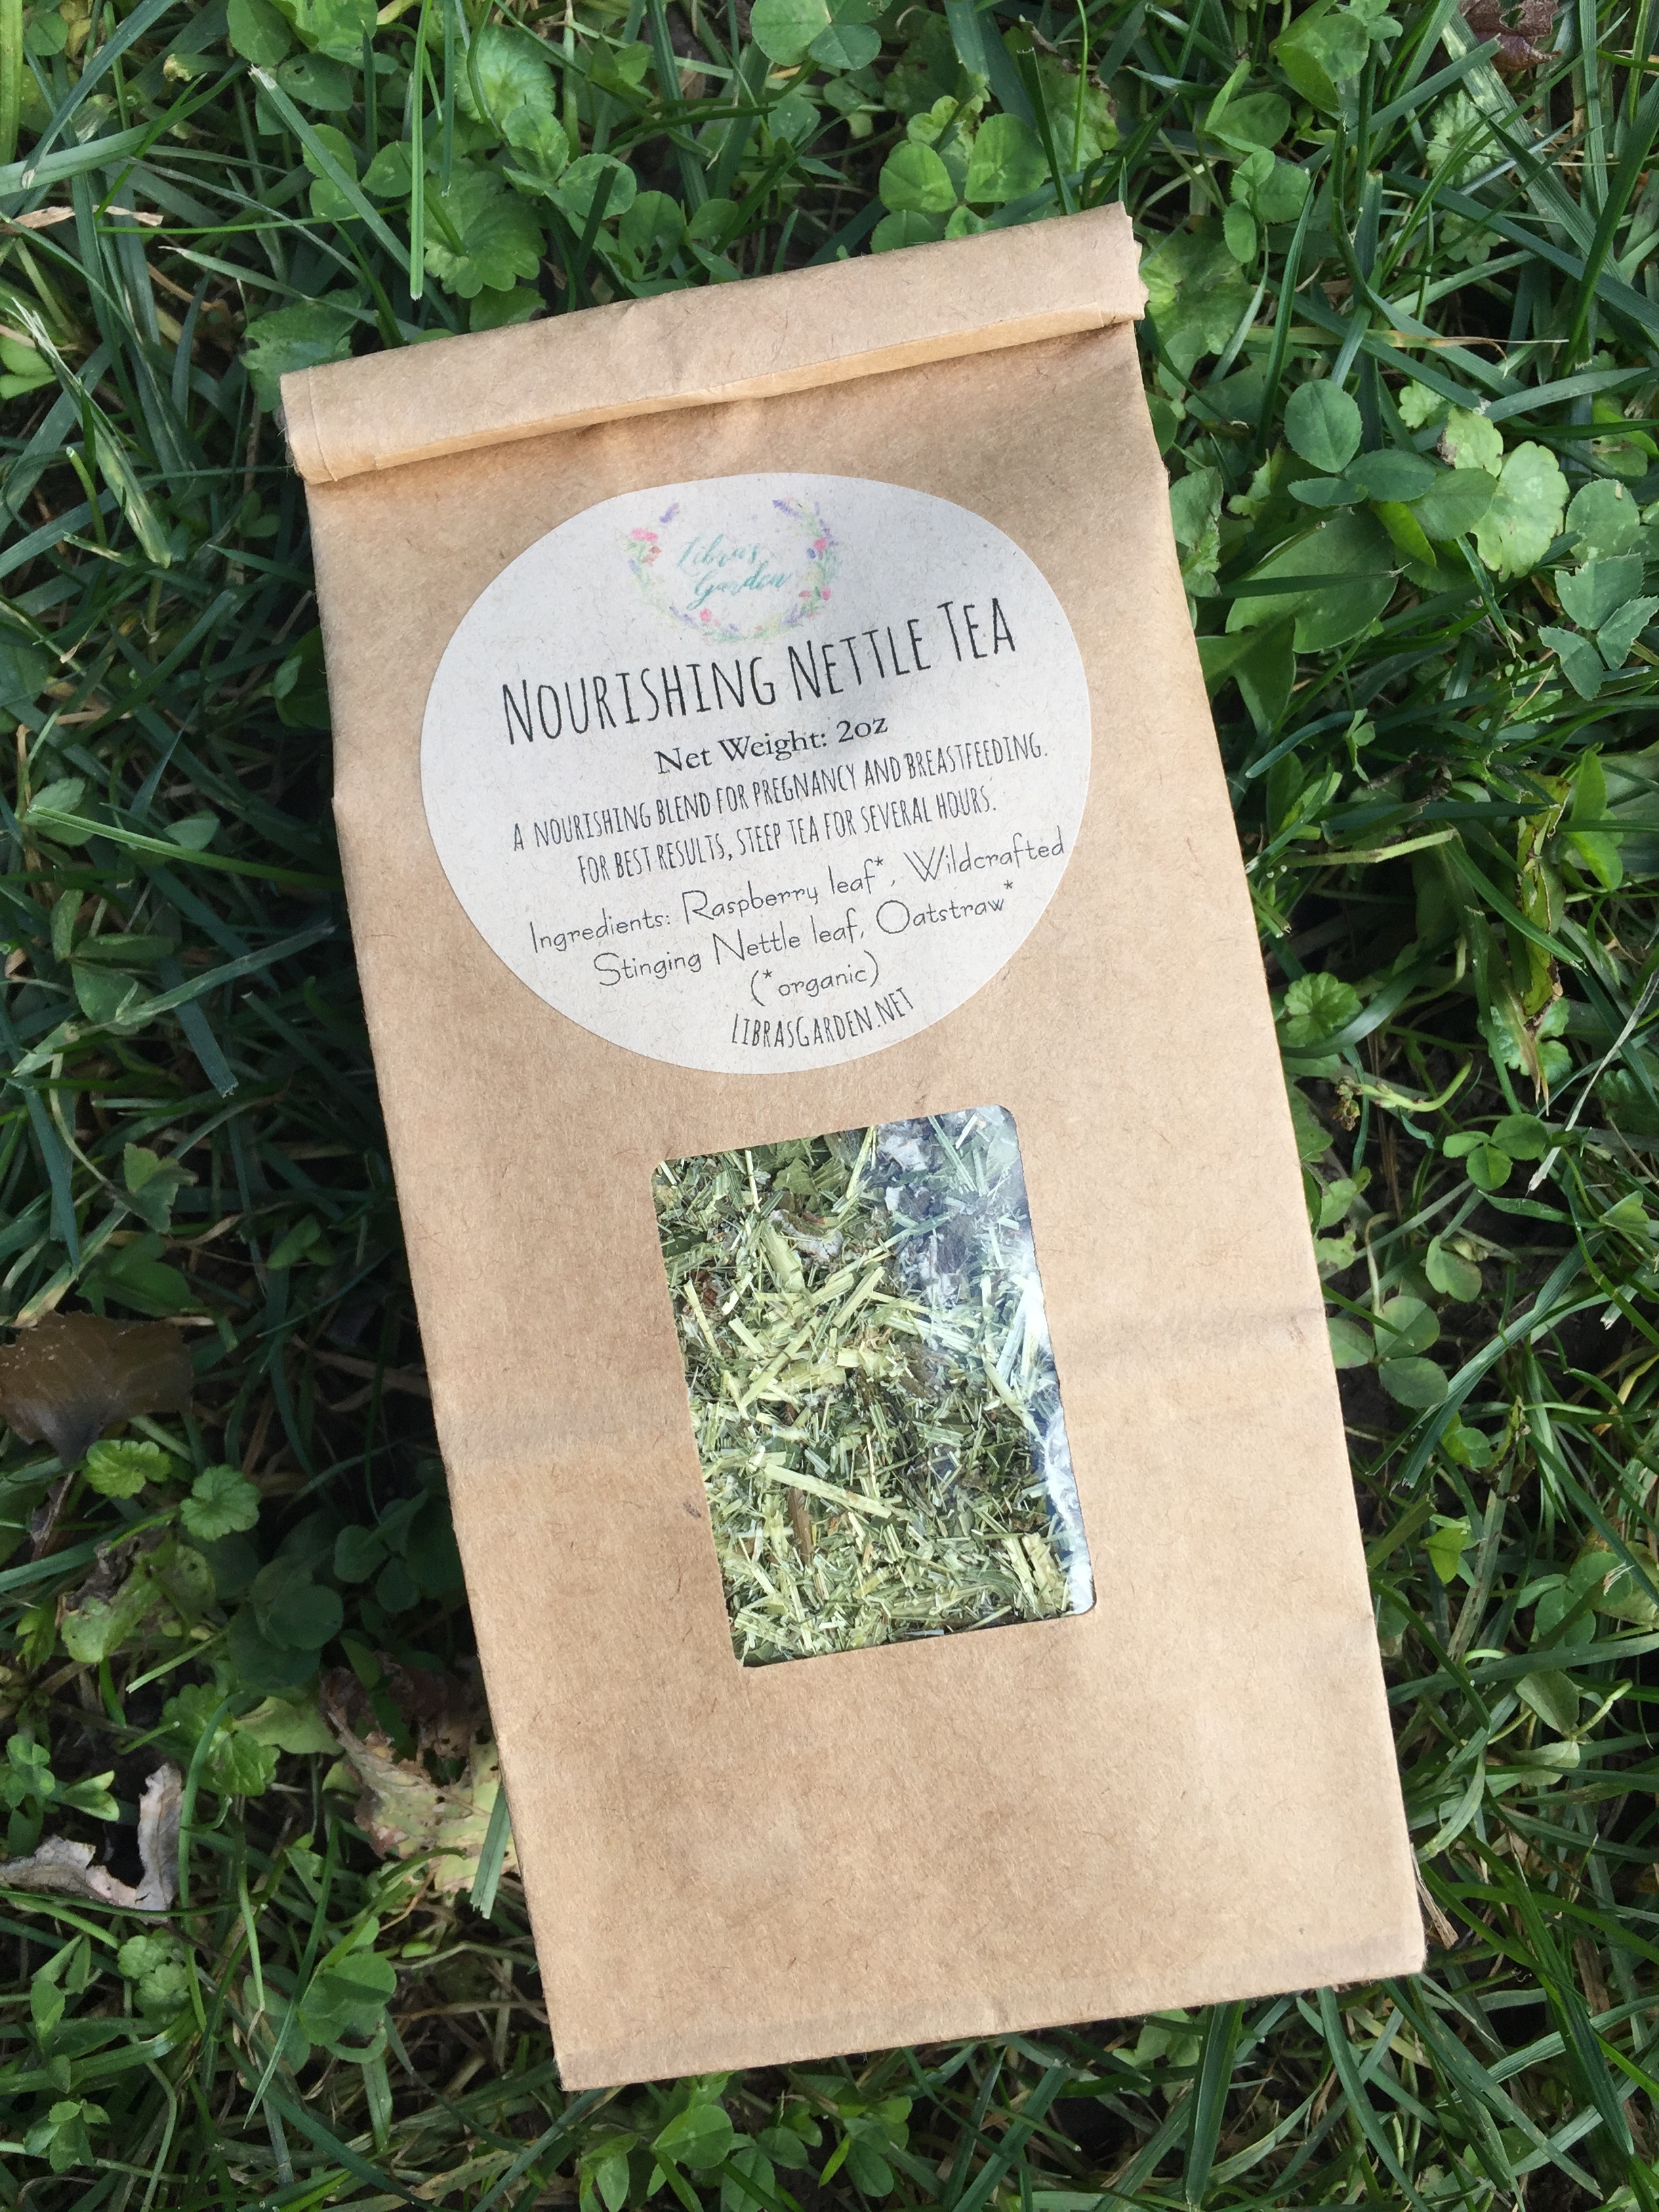 Libra's
Garden
NOURISHING NETTLE TEA
Net Weight: 2oz
A NOURISHING BLEND FOR PREGNANCY AND BREASTFEEDING.
FOR BEST RESULTS, STEEP TEA FOR SEVERAL HOURS.
Ingredients: Raspberry leaf*, Wildcrafted
Stinging Nettle leaf, Oatstraw*
(*organic)
LIBRASGARDEN.NET